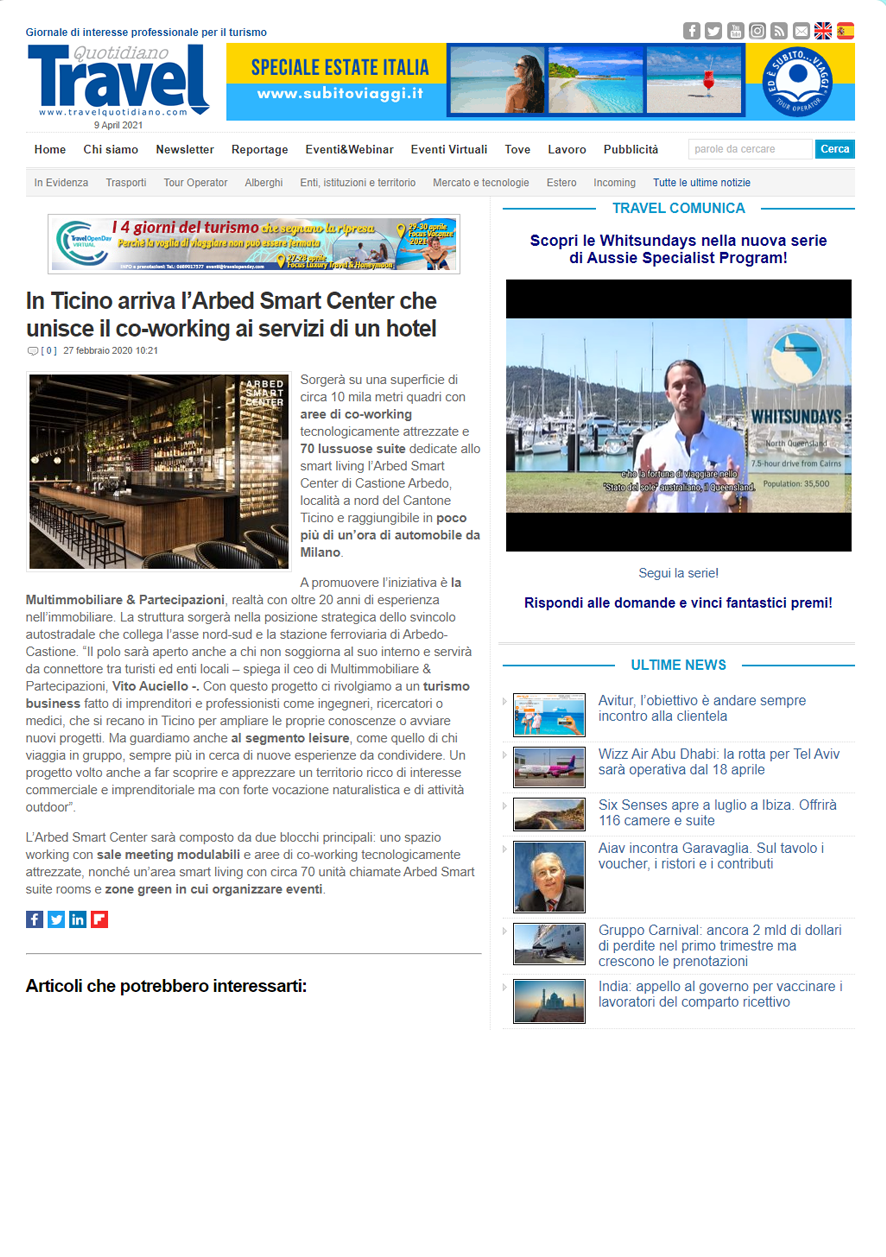 Giornale di interesse professionale per il turismo
Quotidiano
Travel
www.travelquotidiano.com
9 April 2021
SPECIALE ESTATE ITALIA
www.subitoviaggi.it
ED È SUBITO... VIAGGI
TOUR OPERATOR
Home Chi siamo Newsletter Reportage Eventi&Webinar Eventi Virtuali Tove Lavoro Pubblicità
parole da cercare
Cerca
In Evidenza Trasporti Tour Operator Alberghi Enti, istituzioni e territorio Mercato e tecnologie Estero Incoming Tutte le ultime notizie
TravelOpenDay
VIRTUAL
I 4 giorni del turismo che segnano la ripresa
Perchè la voglia di viaggiare non può essere fermata
29-30 aprile
Focus Vacanze
2021
27-28 aprile
Focus Luxury Travel & Honeymoon
In Ticino arriva l’Arbed Smart Center che
unisce il co-working ai servizi di un hotel
[ 0 ] 27 febbraio 2020 10:21
ARBED
SMART
CENTER
Sorgerà su una superficie di
circa 10 mila metri quadri con
aree di co-working
tecnologicamente attrezzate e
70 lussuose suite dedicate allo
smart living l’Arbed Smart
Center di Castione Arbedo,
località a nord del Cantone
Ticino e raggiungibile in poco
più di un’ora di automobile da
Milano.
A promuovere l’iniziativa è la
Multimmobiliare & Partecipazioni, realtà con oltre 20 anni di esperienza
nell’immobiliare. La struttura sorgerà nella posizione strategica dello svincolo
autostradale che collega l’asse nord-sud e la stazione ferroviaria di Arbedo-
Castione. “Il polo sarà aperto anche a chi non soggiorna al suo interno e servirà
da connettore tra turisti ed enti locali – spiega il ceo di Multimmobiliare &
Partecipazioni, Vito Auciello -. Con questo progetto ci rivolgiamo a un turismo
business fatto di imprenditori e professionisti come ingegneri, ricercatori o
medici, che si recano in Ticino per ampliare le proprie conoscenze o avviare
nuovi progetti. Ma guardiamo anche al segmento leisure, come quello di chi
viaggia in gruppo, sempre più in cerca di nuove esperienze da condividere. Un
progetto volto anche a far scoprire e apprezzare un territorio ricco di interesse
commerciale e imprenditoriale ma con forte vocazione naturalistica e di attività
outdoor”.
L’Arbed Smart Center sarà composto da due blocchi principali: uno spazio
working con sale meeting modulabili e aree di co-working tecnologicamente
attrezzate, nonché un’area smart living con circa 70 unità chiamate Arbed Smart
suite rooms e zone green in cui organizzare eventi.
Articoli che potrebbero interessarti:
TRAVEL COMUNICA
Scopri le Whitsundays nella nuova serie
di Aussie Specialist Program!
WHITSUNDAYS
North Queensland
7.5-hour drive from Cairns
Population: 35,500
e ho la fortuna di viaggiare nello
"Stato del sole" australiano, il Queensland.
Segui la serie!
Rispondi alle domande e vinci fantastici premi!
ULTIME NEWS
Avitur, l’obiettivo è andare sempre
incontro alla clientela
Wizz Air Abu Dhabi: la rotta per Tel Aviv
sarà operativa dal 18 aprile
Six Senses apre a luglio a Ibiza. Offrirà
116 camere e suite
Aiav incontra Garavaglia. Sul tavolo i
voucher, i ristori e i contributi
Gruppo Carnival: ancora 2 mld di dollari
di perdite nel primo trimestre ma
crescono le prenotazioni
India: appello al governo per vaccinare i
lavoratori del comparto ricettivo